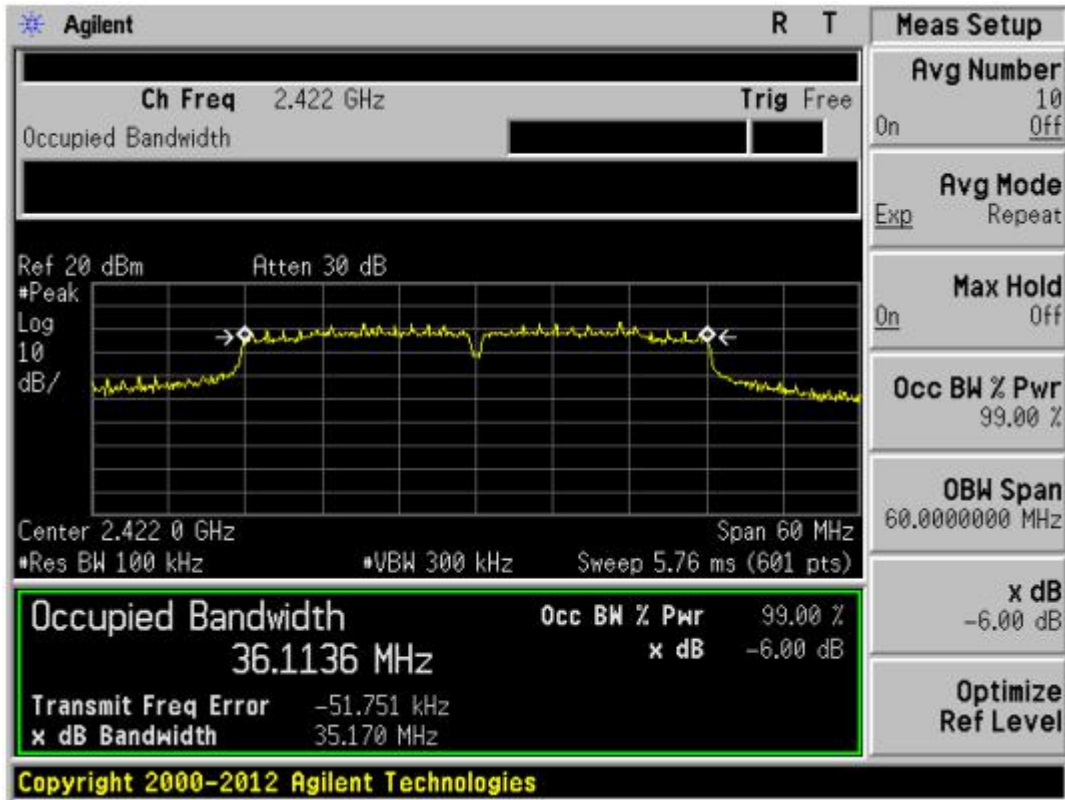 Agilent
R T
Meas Setup
Ch Freq 2.422 GHz
Trig Free
Occupied Bandwidth
Avg Number
10
On Off
Avg Mode
Exp Repeat
Max Hold
On Off
Occ BW % Pwr
99.00 %
OBW Span
60.0000000 MHz
x dB
-6.00 dB
Optimize
Ref Level
Ref 20 dBm Atten 30 dB
#Peak
Log
10
dB/
Center 2.422 0 GHz Span 60 MHz
#Res BW 100 kHz #VBW 300 kHz Sweep 5.76 ms (601 pts)
Occupied Bandwidth
36.1136 MHz
Occ BW % Pwr 99.00 %
x dB -6.00 dB
Transmit Freq Error -51.751 kHz
x dB Bandwidth 35.170 MHz
Copyright 2000-2012 Agilent Technologies